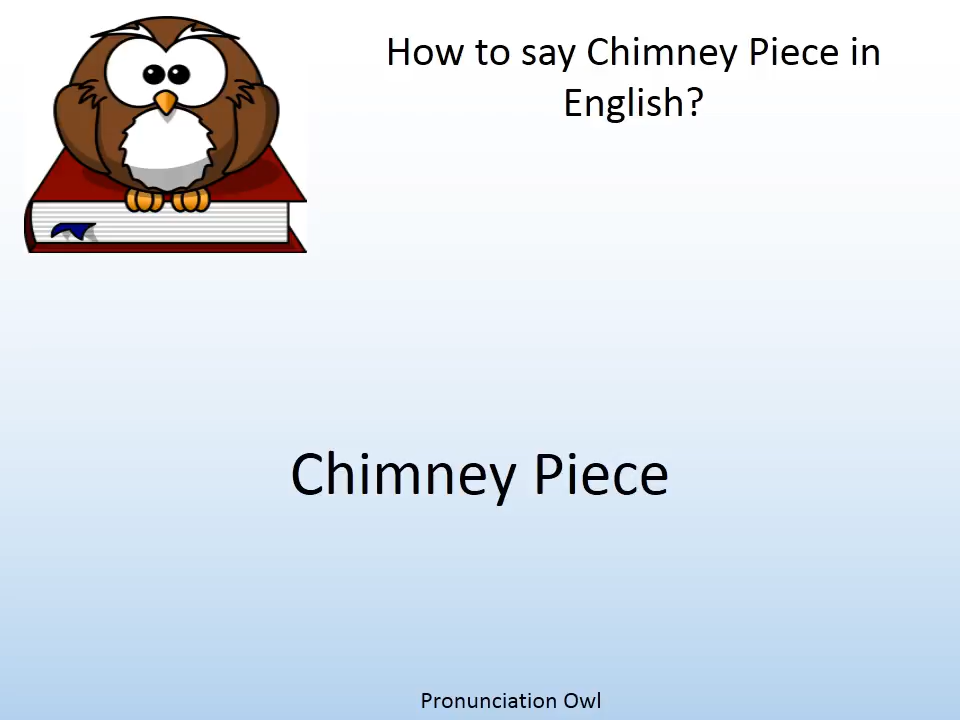 How to say Chimney Piece in
English?
Chimney Piece
Pronunciation Owl